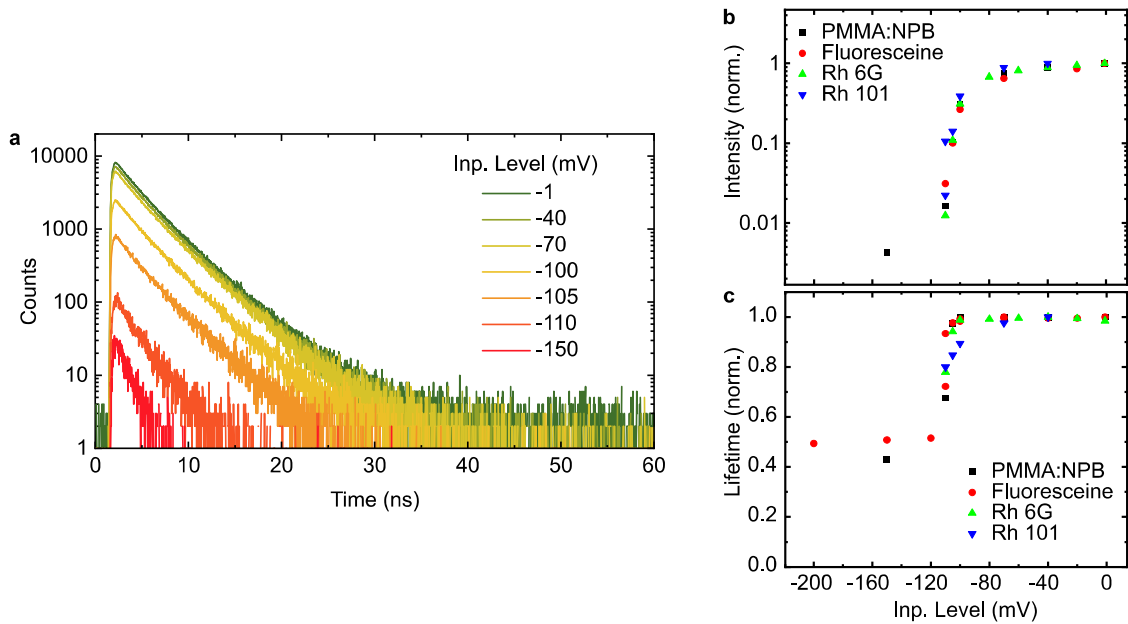 a
10000
1000
100
10
1
Counts
Inp. Level (mV)
-1
-40
-70
-100
-105
-110
-150
0 10 20 30 40 50 60
Time (ns)
b
PMMA:NPB
Fluoresceine
Rh 6G
Rh 101
1
0.1
0.01
Intensity (norm.)
c
1.0
0.8
0.6
0.4
0.2
0.0
Lifetime (norm.)
PMMA:NPB
Fluoresceine
Rh 6G
Rh 101
-200 -160 -120 -80 -40 0
Inp. Level (mV)